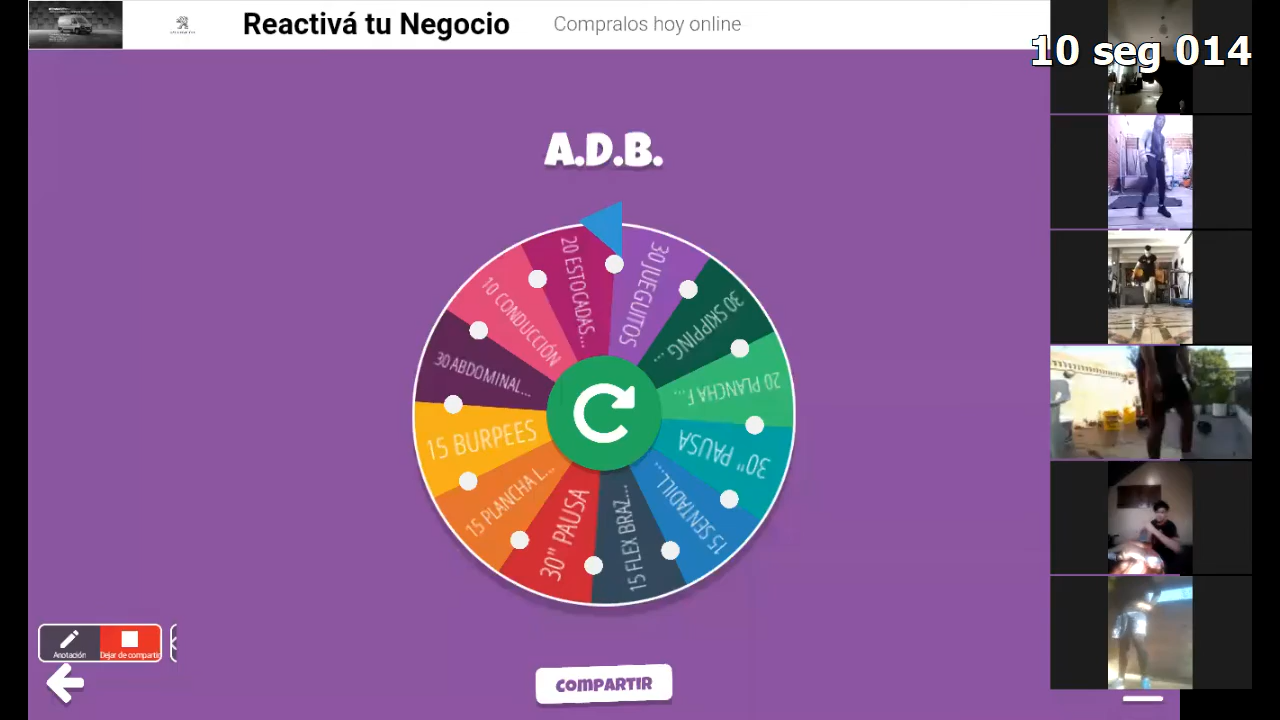 Reactivá tu Negocio
Compralos hoy online
10 seg 014
A.D.B.
20 ESTOCADAS...
30 JUEGUITOS
30 SKIPPING ...
20 PLANCHA F...
30" PAUSA
15 SENTADILL...
15 FLEX BRAZ...
30" PAUSA
15 PLANCHA L...
15 BURPEES
30 ABDOMINAL...
10 CONDUCCIÓN
Anotación
Dejar de compartir
COMPARTIR